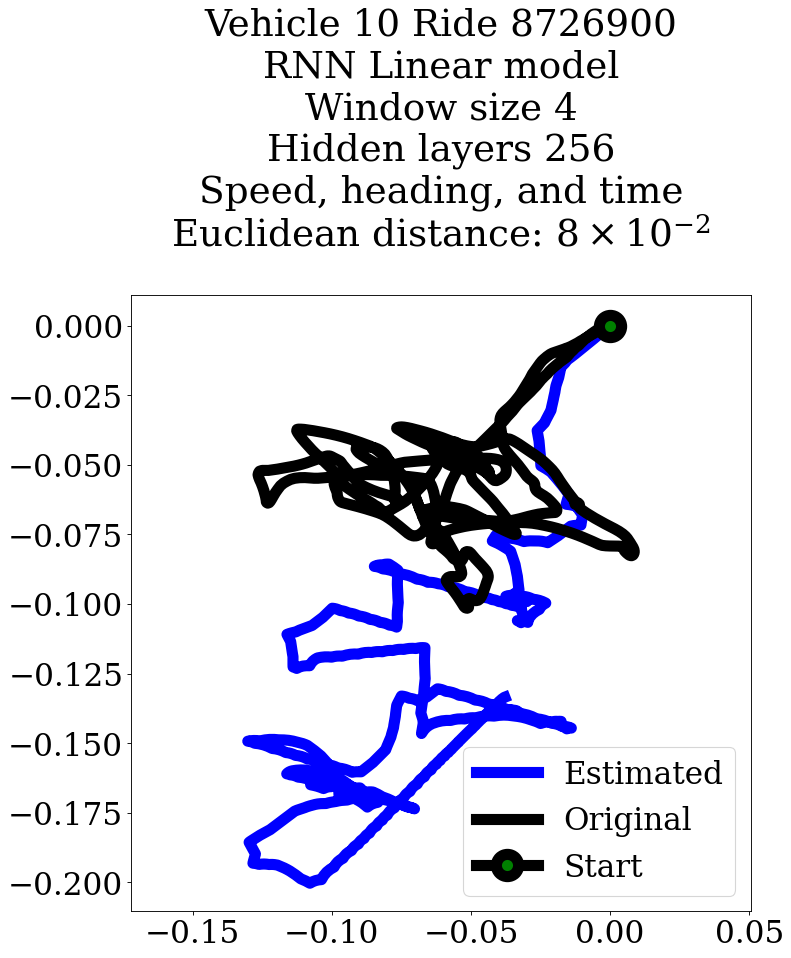 Vehicle 10 Ride 8726900
RNN Linear model
Window size 4
Hidden layers 256
Speed, heading, and time
Euclidean distance: 8 × 10⁻²
0.000
−0.025
−0.050
−0.075
−0.100
−0.125
−0.150
−0.175
−0.200
Estimated
Original
Start
−0.15 −0.10 −0.05 0.00 0.05